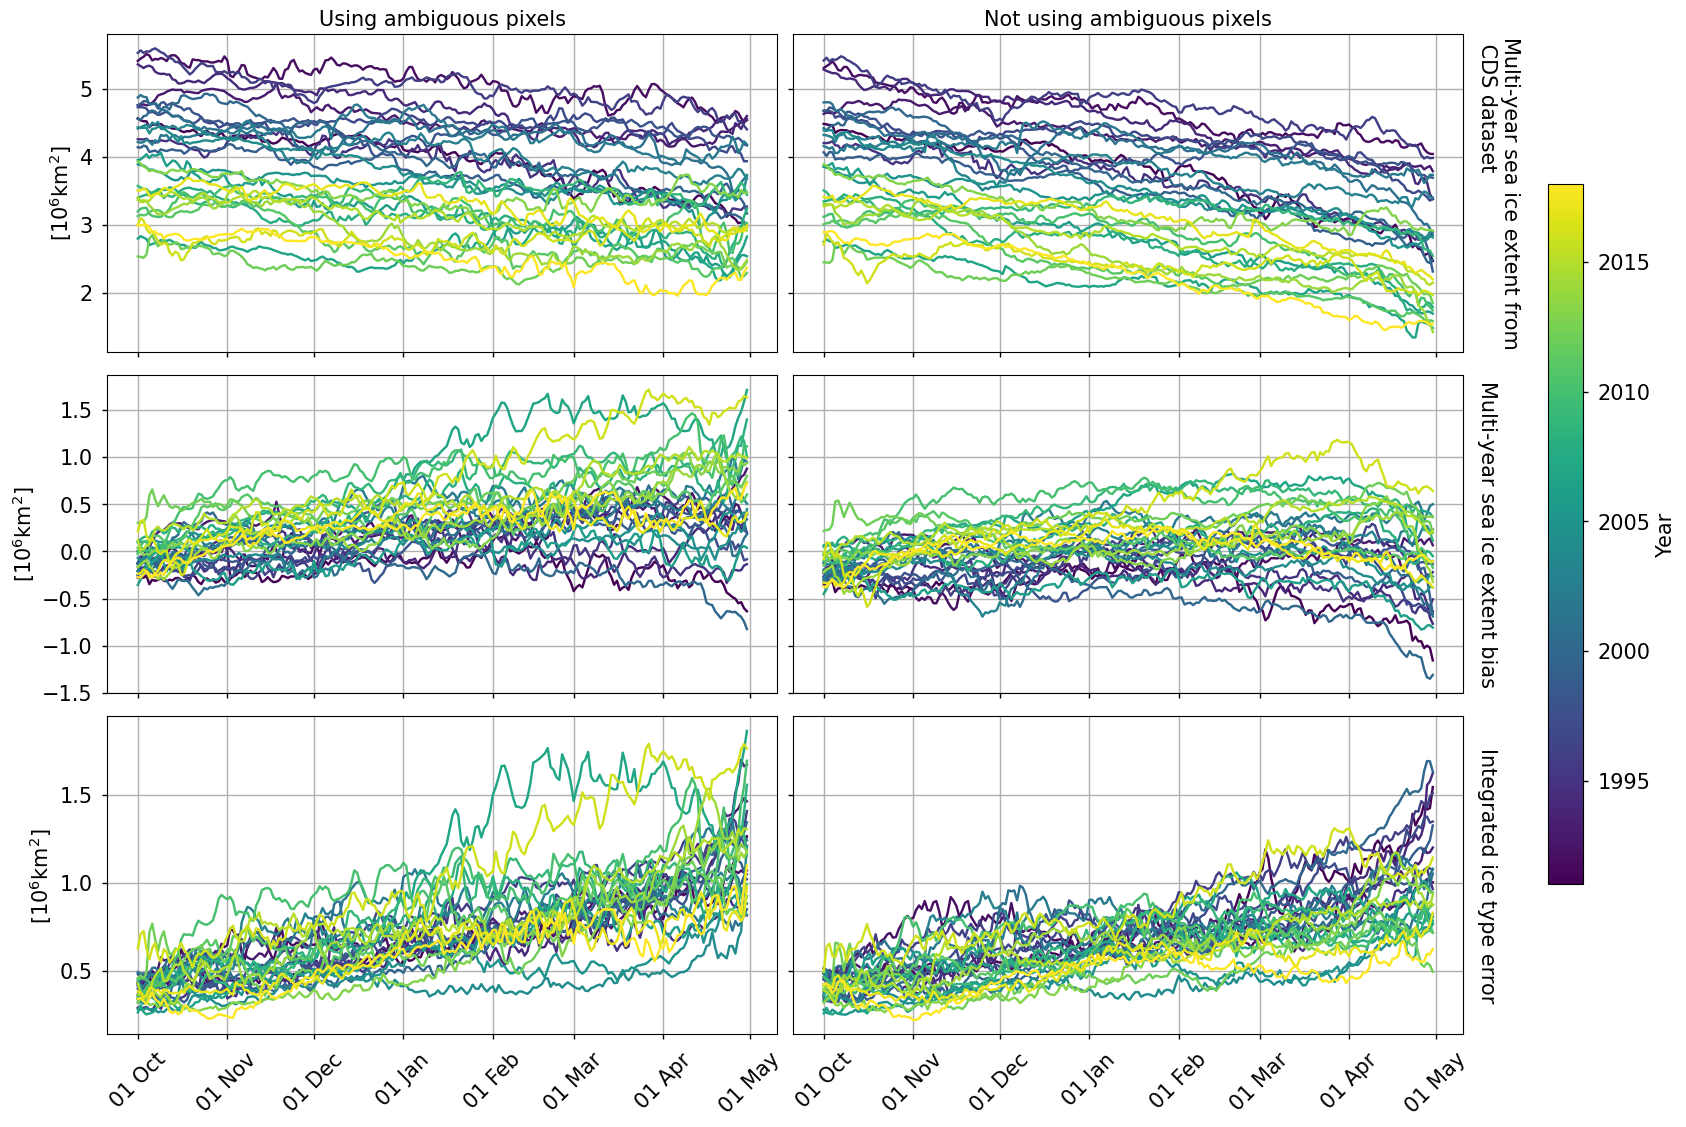 Using ambiguous pixels
Not using ambiguous pixels
5
4
3
2
[10⁶km²]
Multi-year sea ice extent from
CDS dataset
1.5
1.0
0.5
0.0
−0.5
−1.0
−1.5
[10⁶km²]
Multi-year sea ice extent bias
1.5
1.0
0.5
[10⁶km²]
Integrated ice type error
01 Oct
01 Nov
01 Dec
01 Jan
01 Feb
01 Mar
01 Apr
01 May
01 Oct
01 Nov
01 Dec
01 Jan
01 Feb
01 Mar
01 Apr
01 May
2015
2010
2005
2000
1995
Year